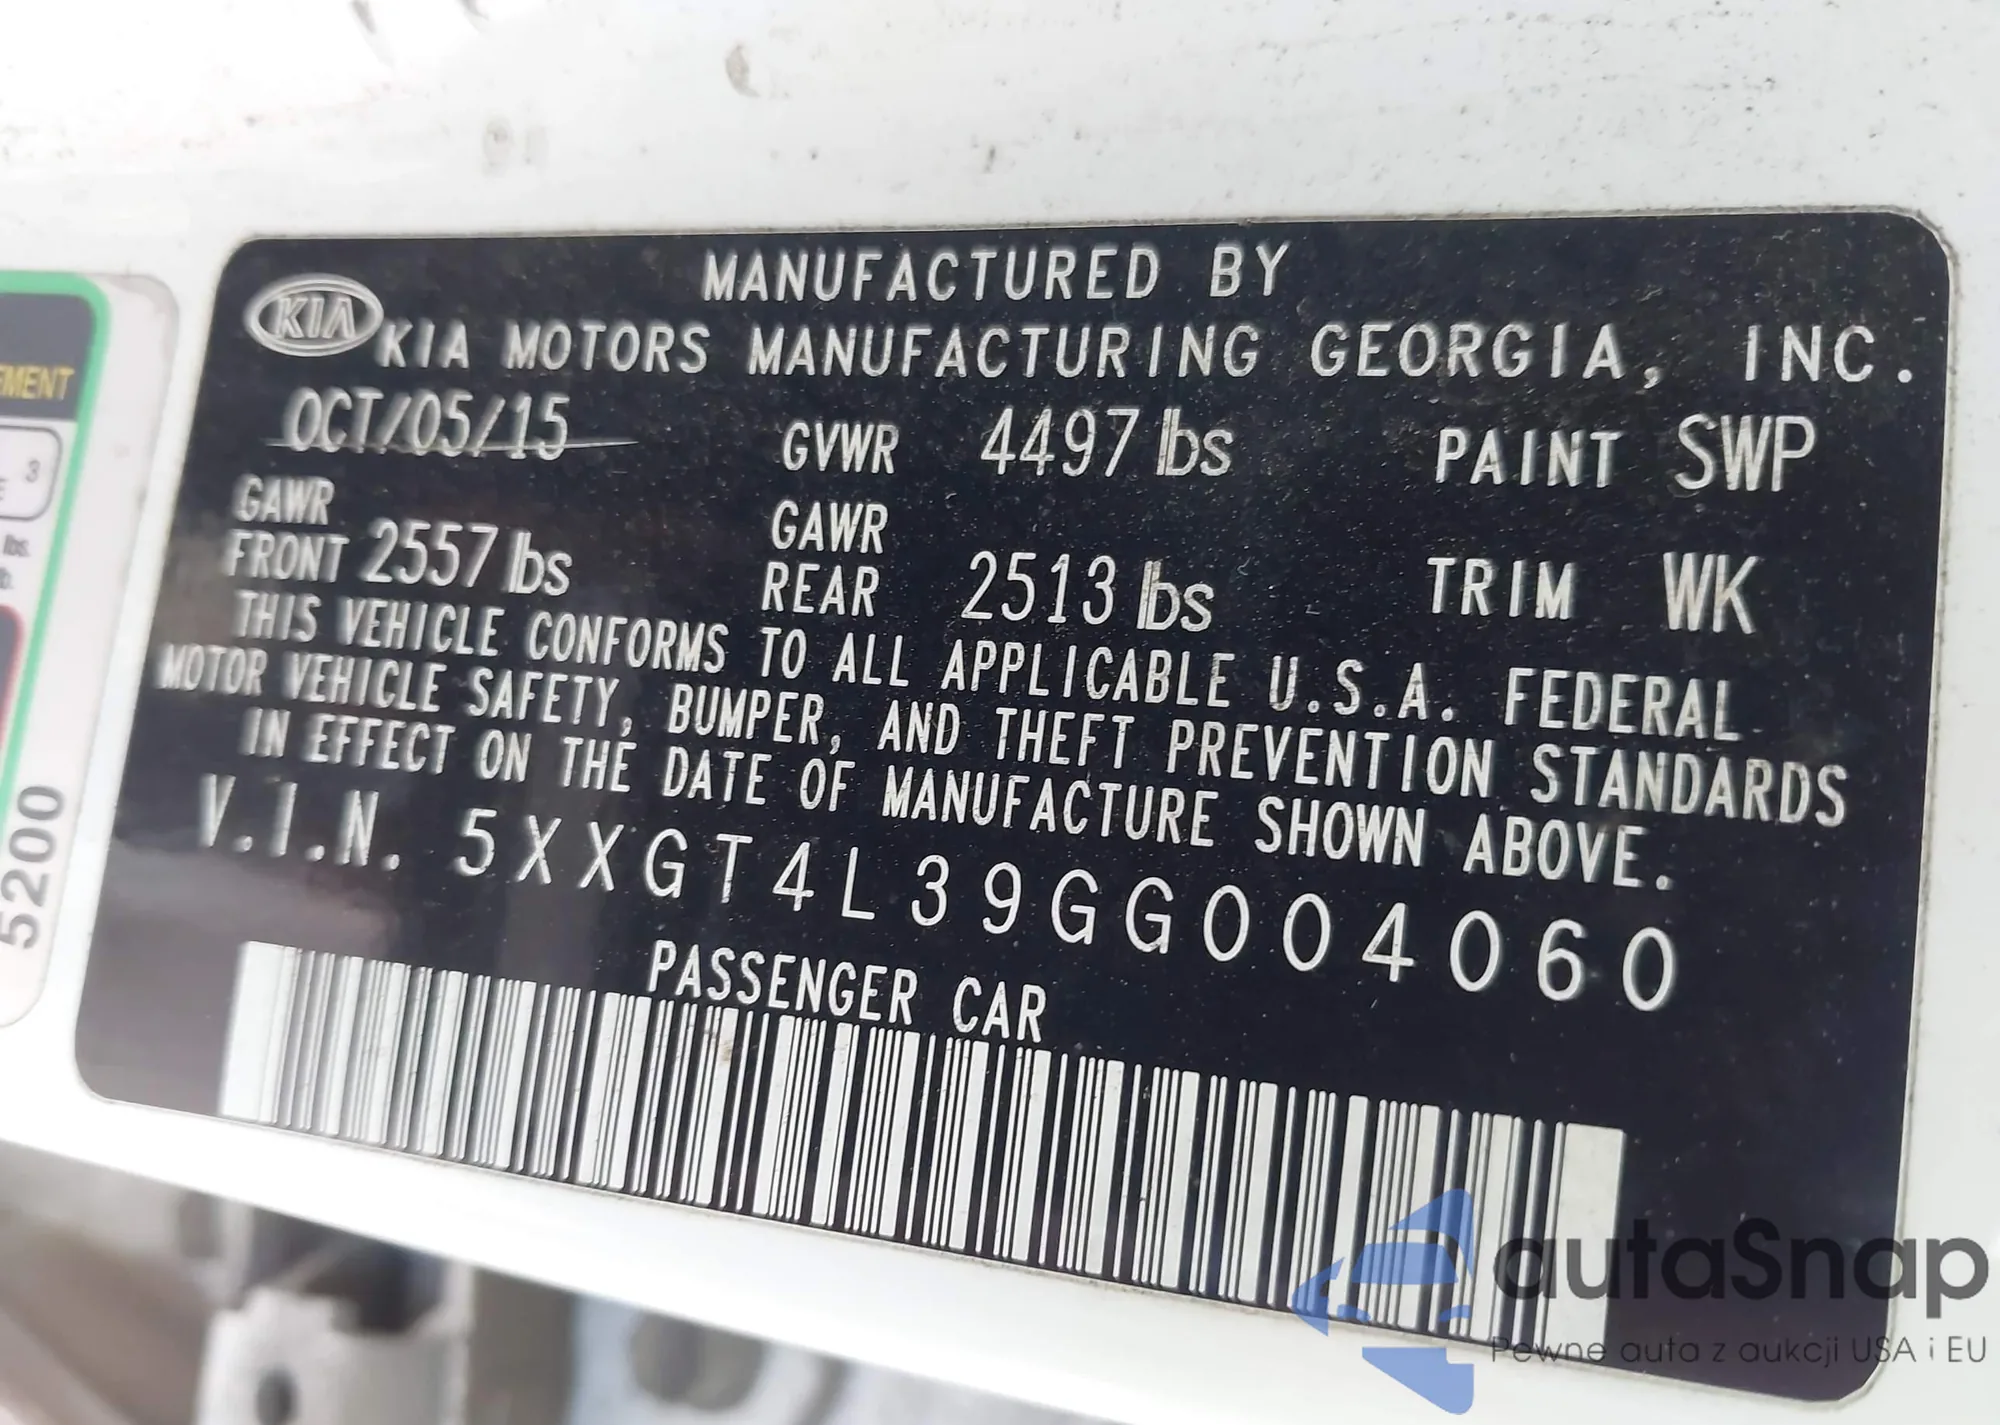 MANUFACTURED BY
KIA KIA MOTORS MANUFACTURING GEORGIA, INC.
OCT/05/15 GVWR 4497 lbs PAINT SWP
GAWR FRONT 2557 lbs GAWR REAR 2513 lbs TRIM WK
THIS VEHICLE CONFORMS TO ALL APPLICABLE U.S.A. FEDERAL
MOTOR VEHICLE SAFETY, BUMPER, AND THEFT PREVENTION STANDARDS
IN EFFECT ON THE DATE OF MANUFACTURE SHOWN ABOVE.
V.I.N. 5XXGT4L39GG004060
PASSENGER CAR
3
lbs.
5200
autaSnap
Pewne auta z aukcji USA i EU